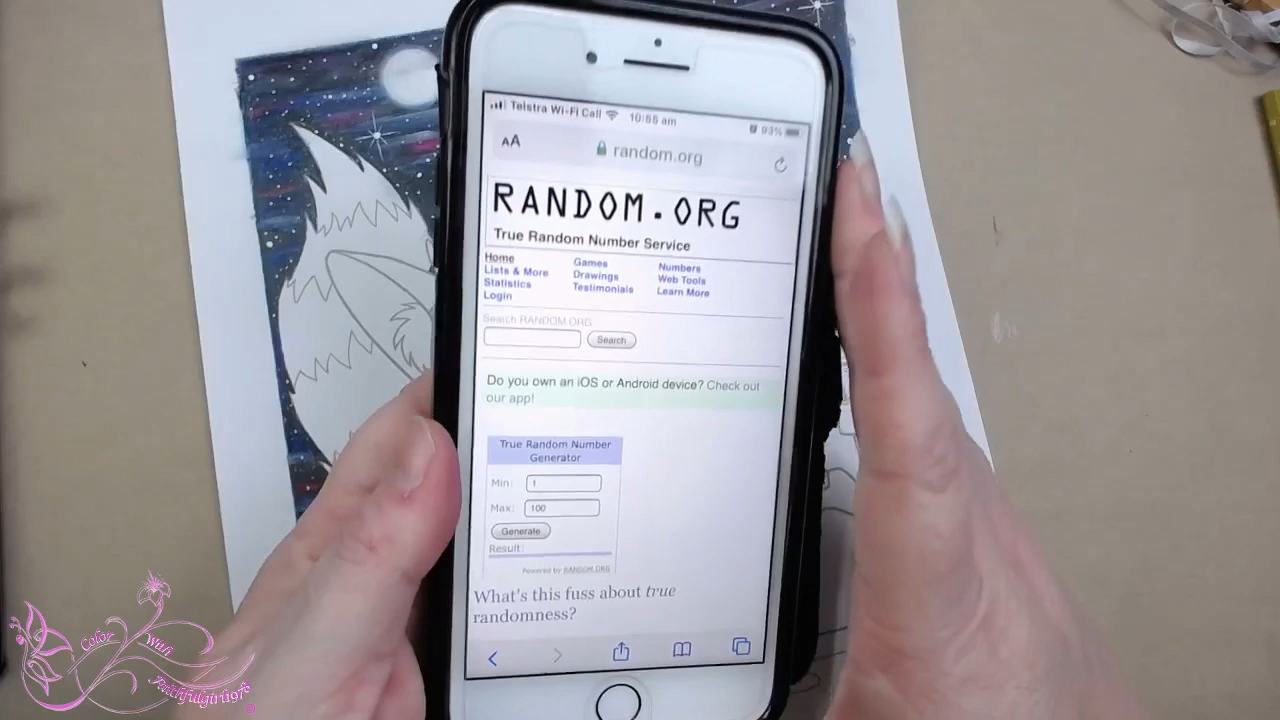 Telstra Wi-Fi Call 10:55 am 93%
AA random.org
RANDOM.ORG
True Random Number Service
Home Games Numbers
Lists & More Drawings Web Tools
Statistics Testimonials Learn More
Login
Search RANDOM.ORG
Search
Do you own an iOS or Android device? Check out
our app!
True Random Number
Generator
Min: 1
Max: 100
Generate
Result:
Powered by RANDOM.ORG
What's this fuss about true
randomness?
Color With